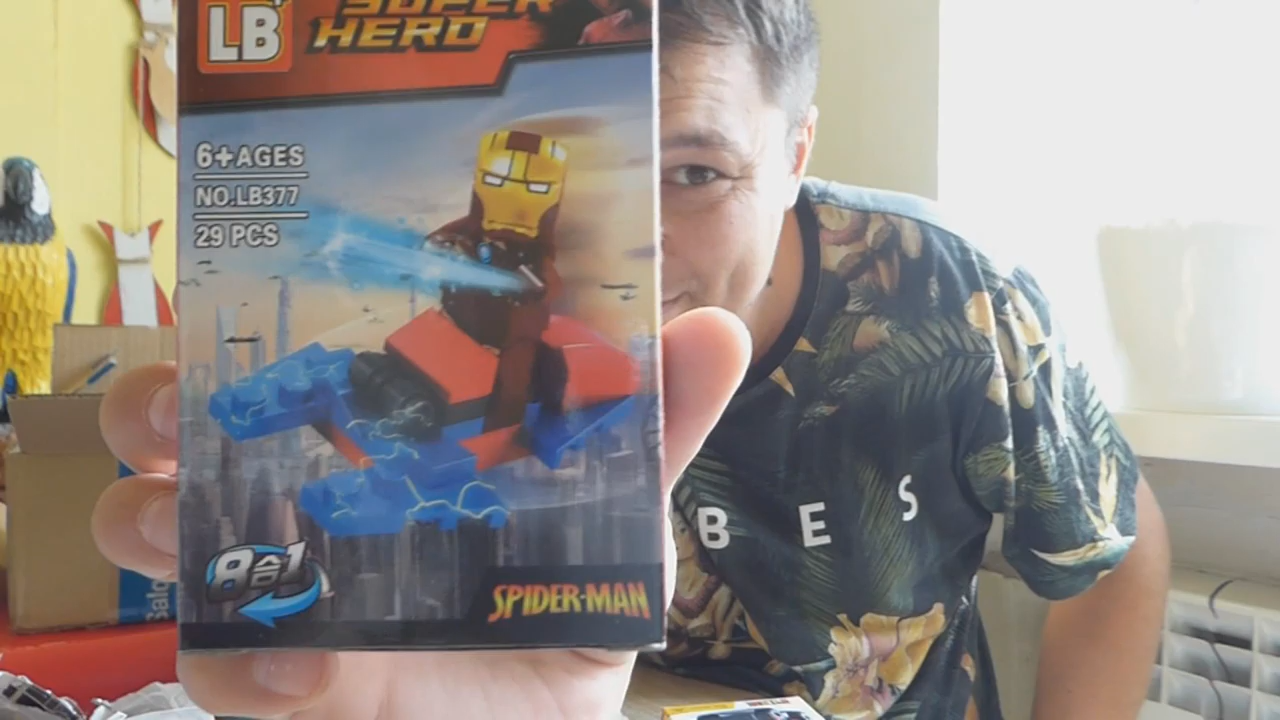 LB
SUPER
HERO
6+AGES
NO.LB377
29 PCS
8合1
SPIDER-MAN
B E S